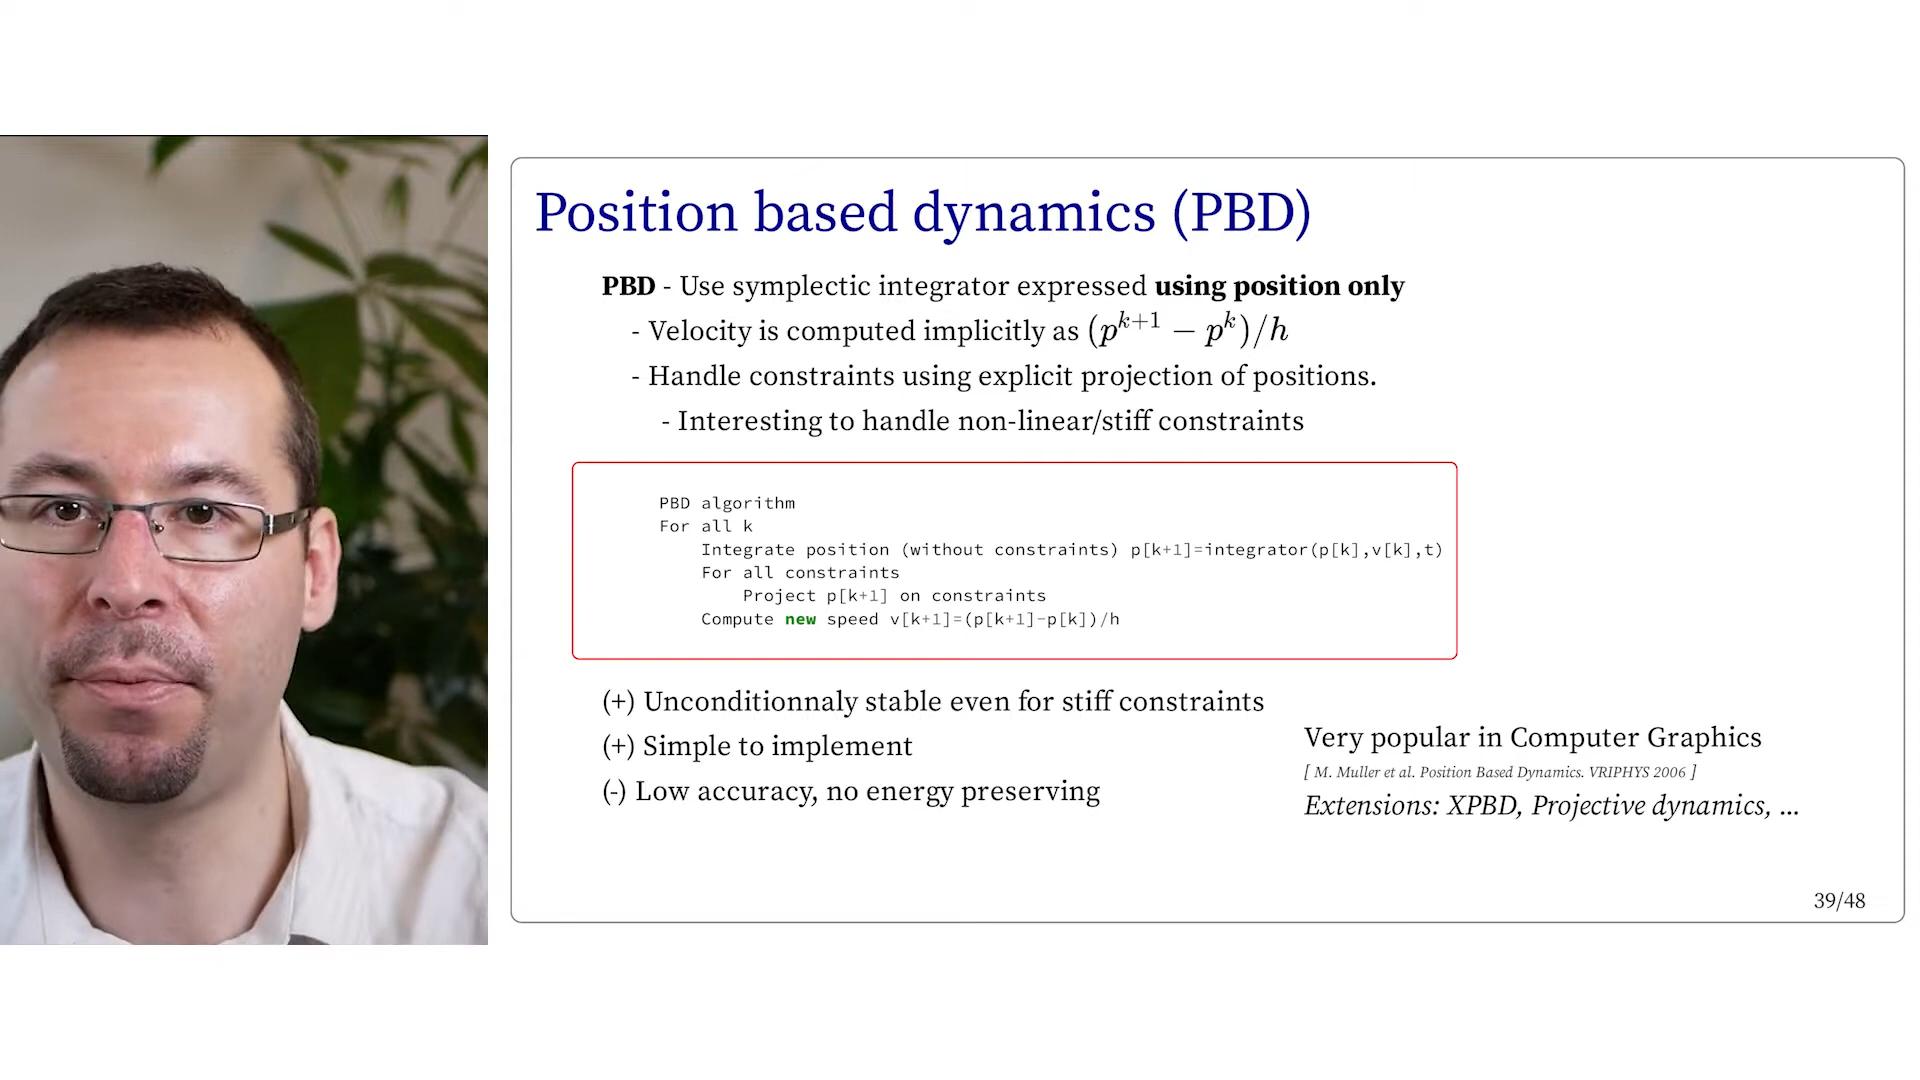 Position based dynamics (PBD)
PBD - Use symplectic integrator expressed using position only
- Velocity is computed implicitly as (p^{k+1} − p^k)/h
- Handle constraints using explicit projection of positions.
- Interesting to handle non-linear/stiff constraints
PBD algorithm
For all k
Integrate position (without constraints) p[k+1]=integrator(p[k],v[k],t)
For all constraints
Project p[k+1] on constraints
Compute new speed v[k+1]=(p[k+1]-p[k])/h
(+) Unconditionnaly stable even for stiff constraints
(+) Simple to implement
(-) Low accuracy, no energy preserving
Very popular in Computer Graphics
[ M. Muller et al. Position Based Dynamics. VRIPHYS 2006 ]
Extensions: XPBD, Projective dynamics, ...
39/48